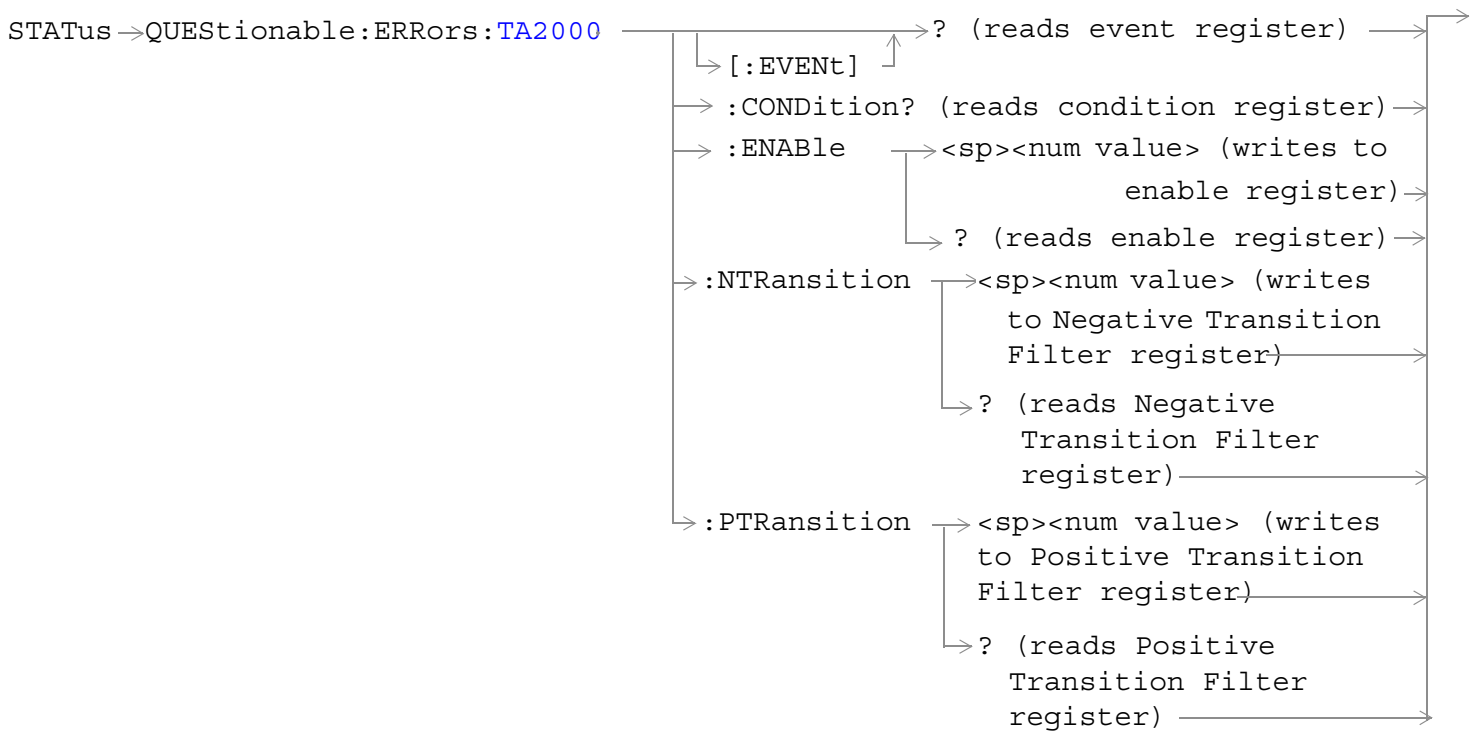 STATus QUEStionable:ERRors:TA2000 ? (reads event register)
[:EVENt]
:CONDition? (reads condition register)
:ENABle <sp><num value> (writes to
enable register)
? (reads enable register)
:NTRansition <sp><num value> (writes
to Negative Transition
Filter register)
? (reads Negative
Transition Filter
register)
:PTRansition <sp><num value> (writes
to Positive Transition
Filter register)
? (reads Positive
Transition Filter
register)